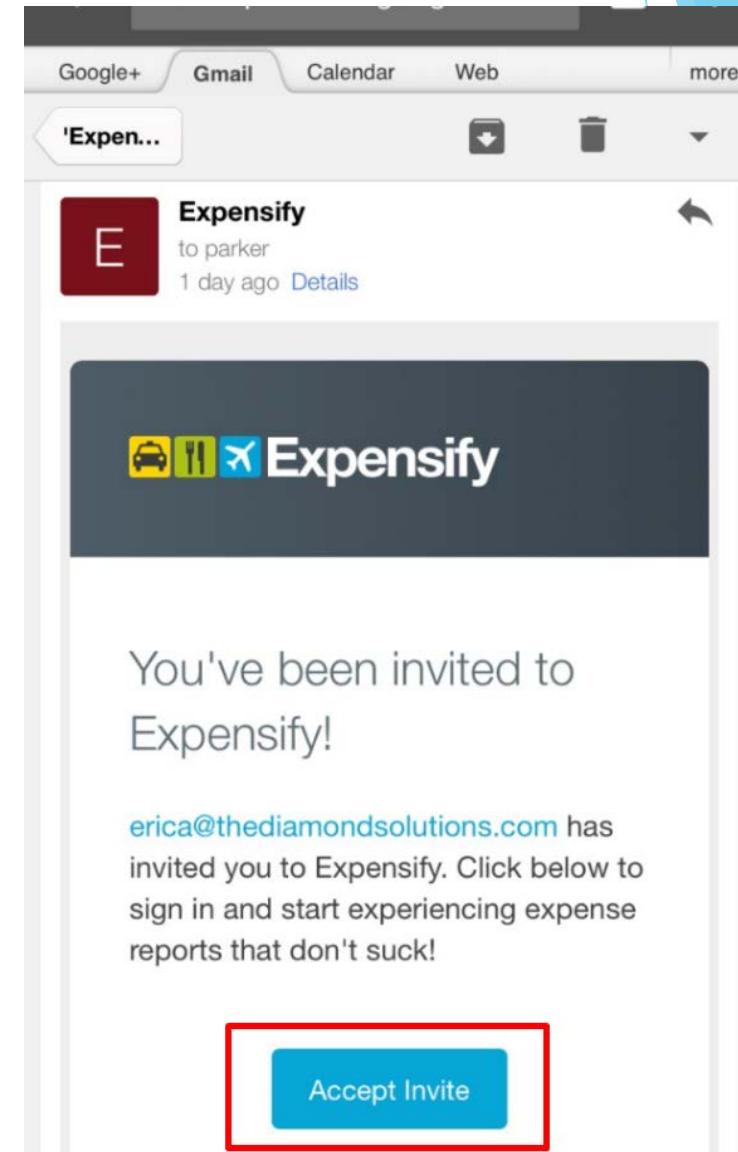 Google+ Gmail Calendar Web more
'Expen...
E
Expensify
to parker
1 day ago Details
Expensify
You've been invited to
Expensify!
erica@thediamondsolutions.com has
invited you to Expensify. Click below to
sign in and start experiencing expense
reports that don't suck!
Accept Invite